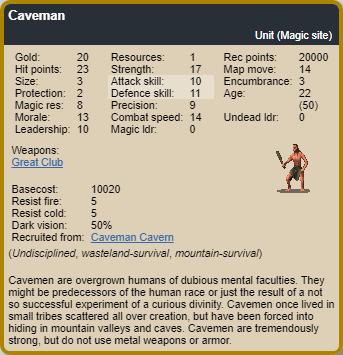 Caveman
Unit (Magic site)
Gold: 20 Resources: 1 Rec points: 20000
Hit points: 23 Strength: 17 Map move: 14
Size: 3 Attack skill: 10 Encumbrance: 3
Protection: 2 Defence skill: 11 Age: 22
Magic res: 8 Precision: 9 (50)
Morale: 13 Combat speed: 14 Undead ldr: 0
Leadership: 10 Magic ldr: 0
Weapons:
Great Club
Basecost: 10020
Resist fire: 5
Resist cold: 5
Dark vision: 50%
Recruited from: Caveman Cavern
(Undisciplined, wasteland-survival, mountain-survival)
Cavemen are overgrown humans of dubious mental faculties. They
might be predecessors of the human race or just the result of a not
so successful experiment of a curious divinity. Cavemen once lived in
small tribes scattered all over creation, but have been forced into
hiding in mountain valleys and caves. Cavemen are tremendously
strong, but do not use metal weapons or armor.